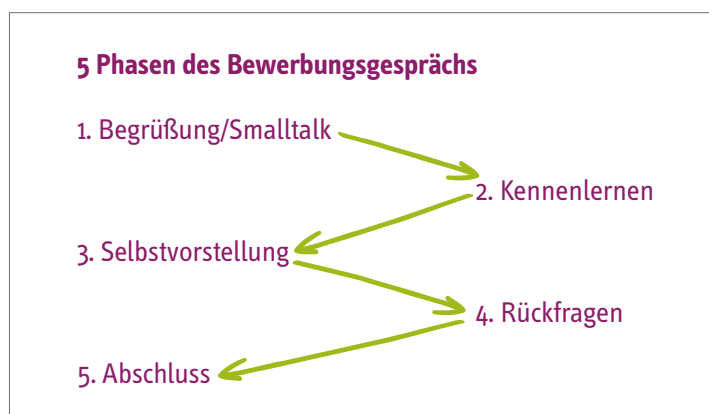 5 Phasen des Bewerbungsgesprächs
1. Begrüßung/Smalltalk
2. Kennenlernen
3. Selbstvorstellung
4. Rückfragen
5. Abschluss